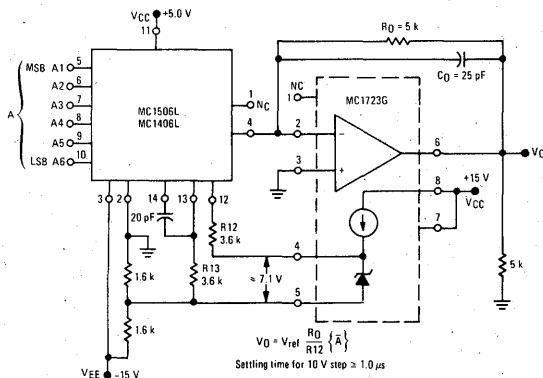 VCC +5.0 V
11
RO = 5 k
CO = 25 pF
A
MSB A1 5
A2 6
A3 7
A4 8
A5 9
LSB A6 10
MC1506L
MC1406L
1 NC
4
NC
1
MC1723G
2
3
6
VO
8
+15 V
VCC
7
3 2 14 13 12
20 pF
R12
3.6 k
4
1.6 k
R13
3.6 k
≈ 7.1 V
5
5 k
1.6 k
VEE -15 V
VO = Vref RO/R12 {A̅}
Settling time for 10 V step ≥ 1.0 μs